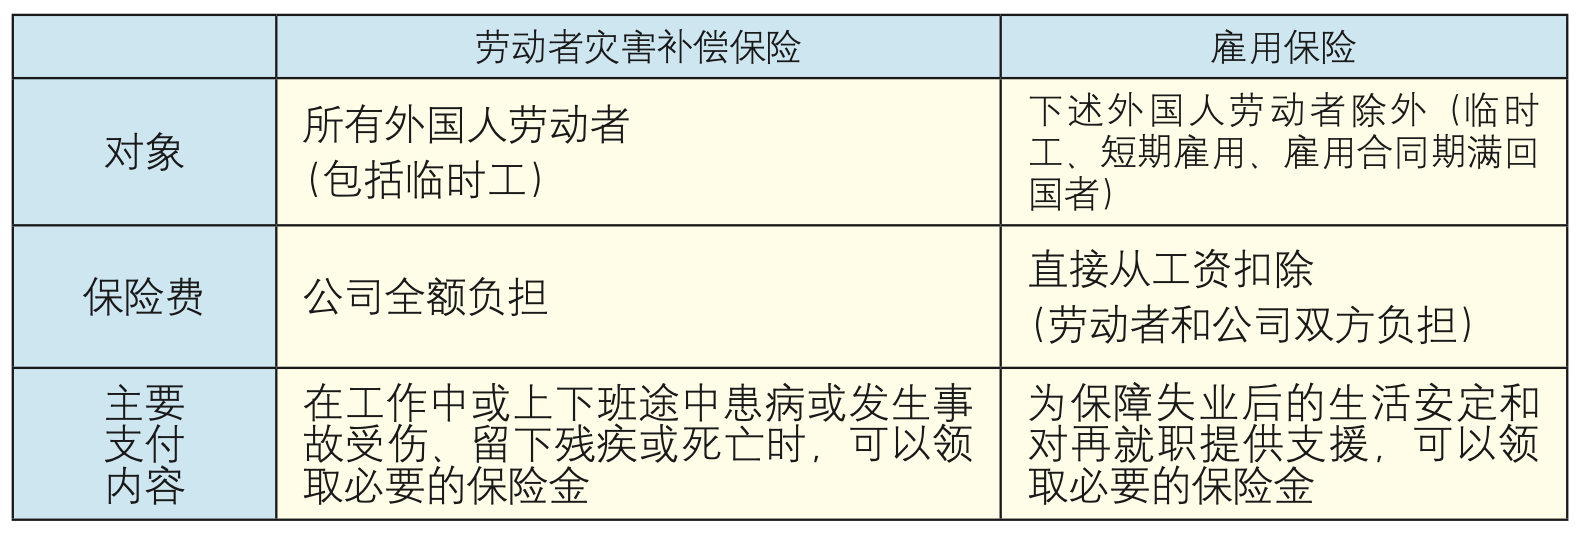 劳动者灾害补偿保险
雇用保险
对象
所有外国人劳动者
(包括临时工)
下述外国人劳动者除外 (临时
工、短期雇用、雇用合同期满回
国者)
保险费
公司全额负担
直接从工资扣除
(劳动者和公司双方负担)
主要
支付
内容
在工作中或上下班途中患病或发生事
故受伤、留下残疾或死亡时，可以领
取必要的保险金
为保障失业后的生活安定和
对再就职提供支援，可以领
取必要的保险金